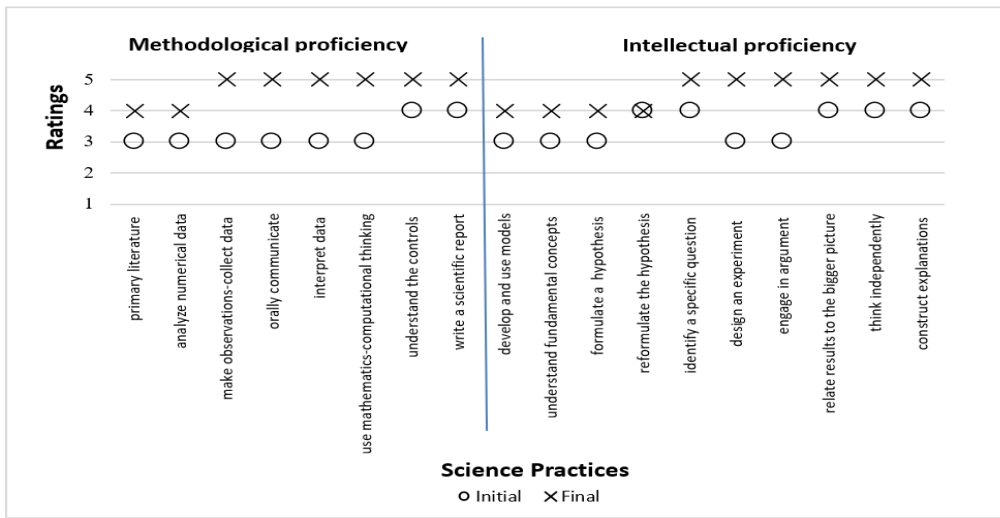 Methodological proficiency
Intellectual proficiency
Ratings
5
4
3
2
1
primary literature
analyze numerical data
make observations-collect data
orally communicate
interpret data
use mathematics-computational thinking
understand the controls
write a scientific report
develop and use models
understand fundamental concepts
formulate a hypothesis
reformulate the hypothesis
identify a specific question
design an experiment
engage in argument
relate results to the bigger picture
think independently
construct explanations
Science Practices
Initial
Final